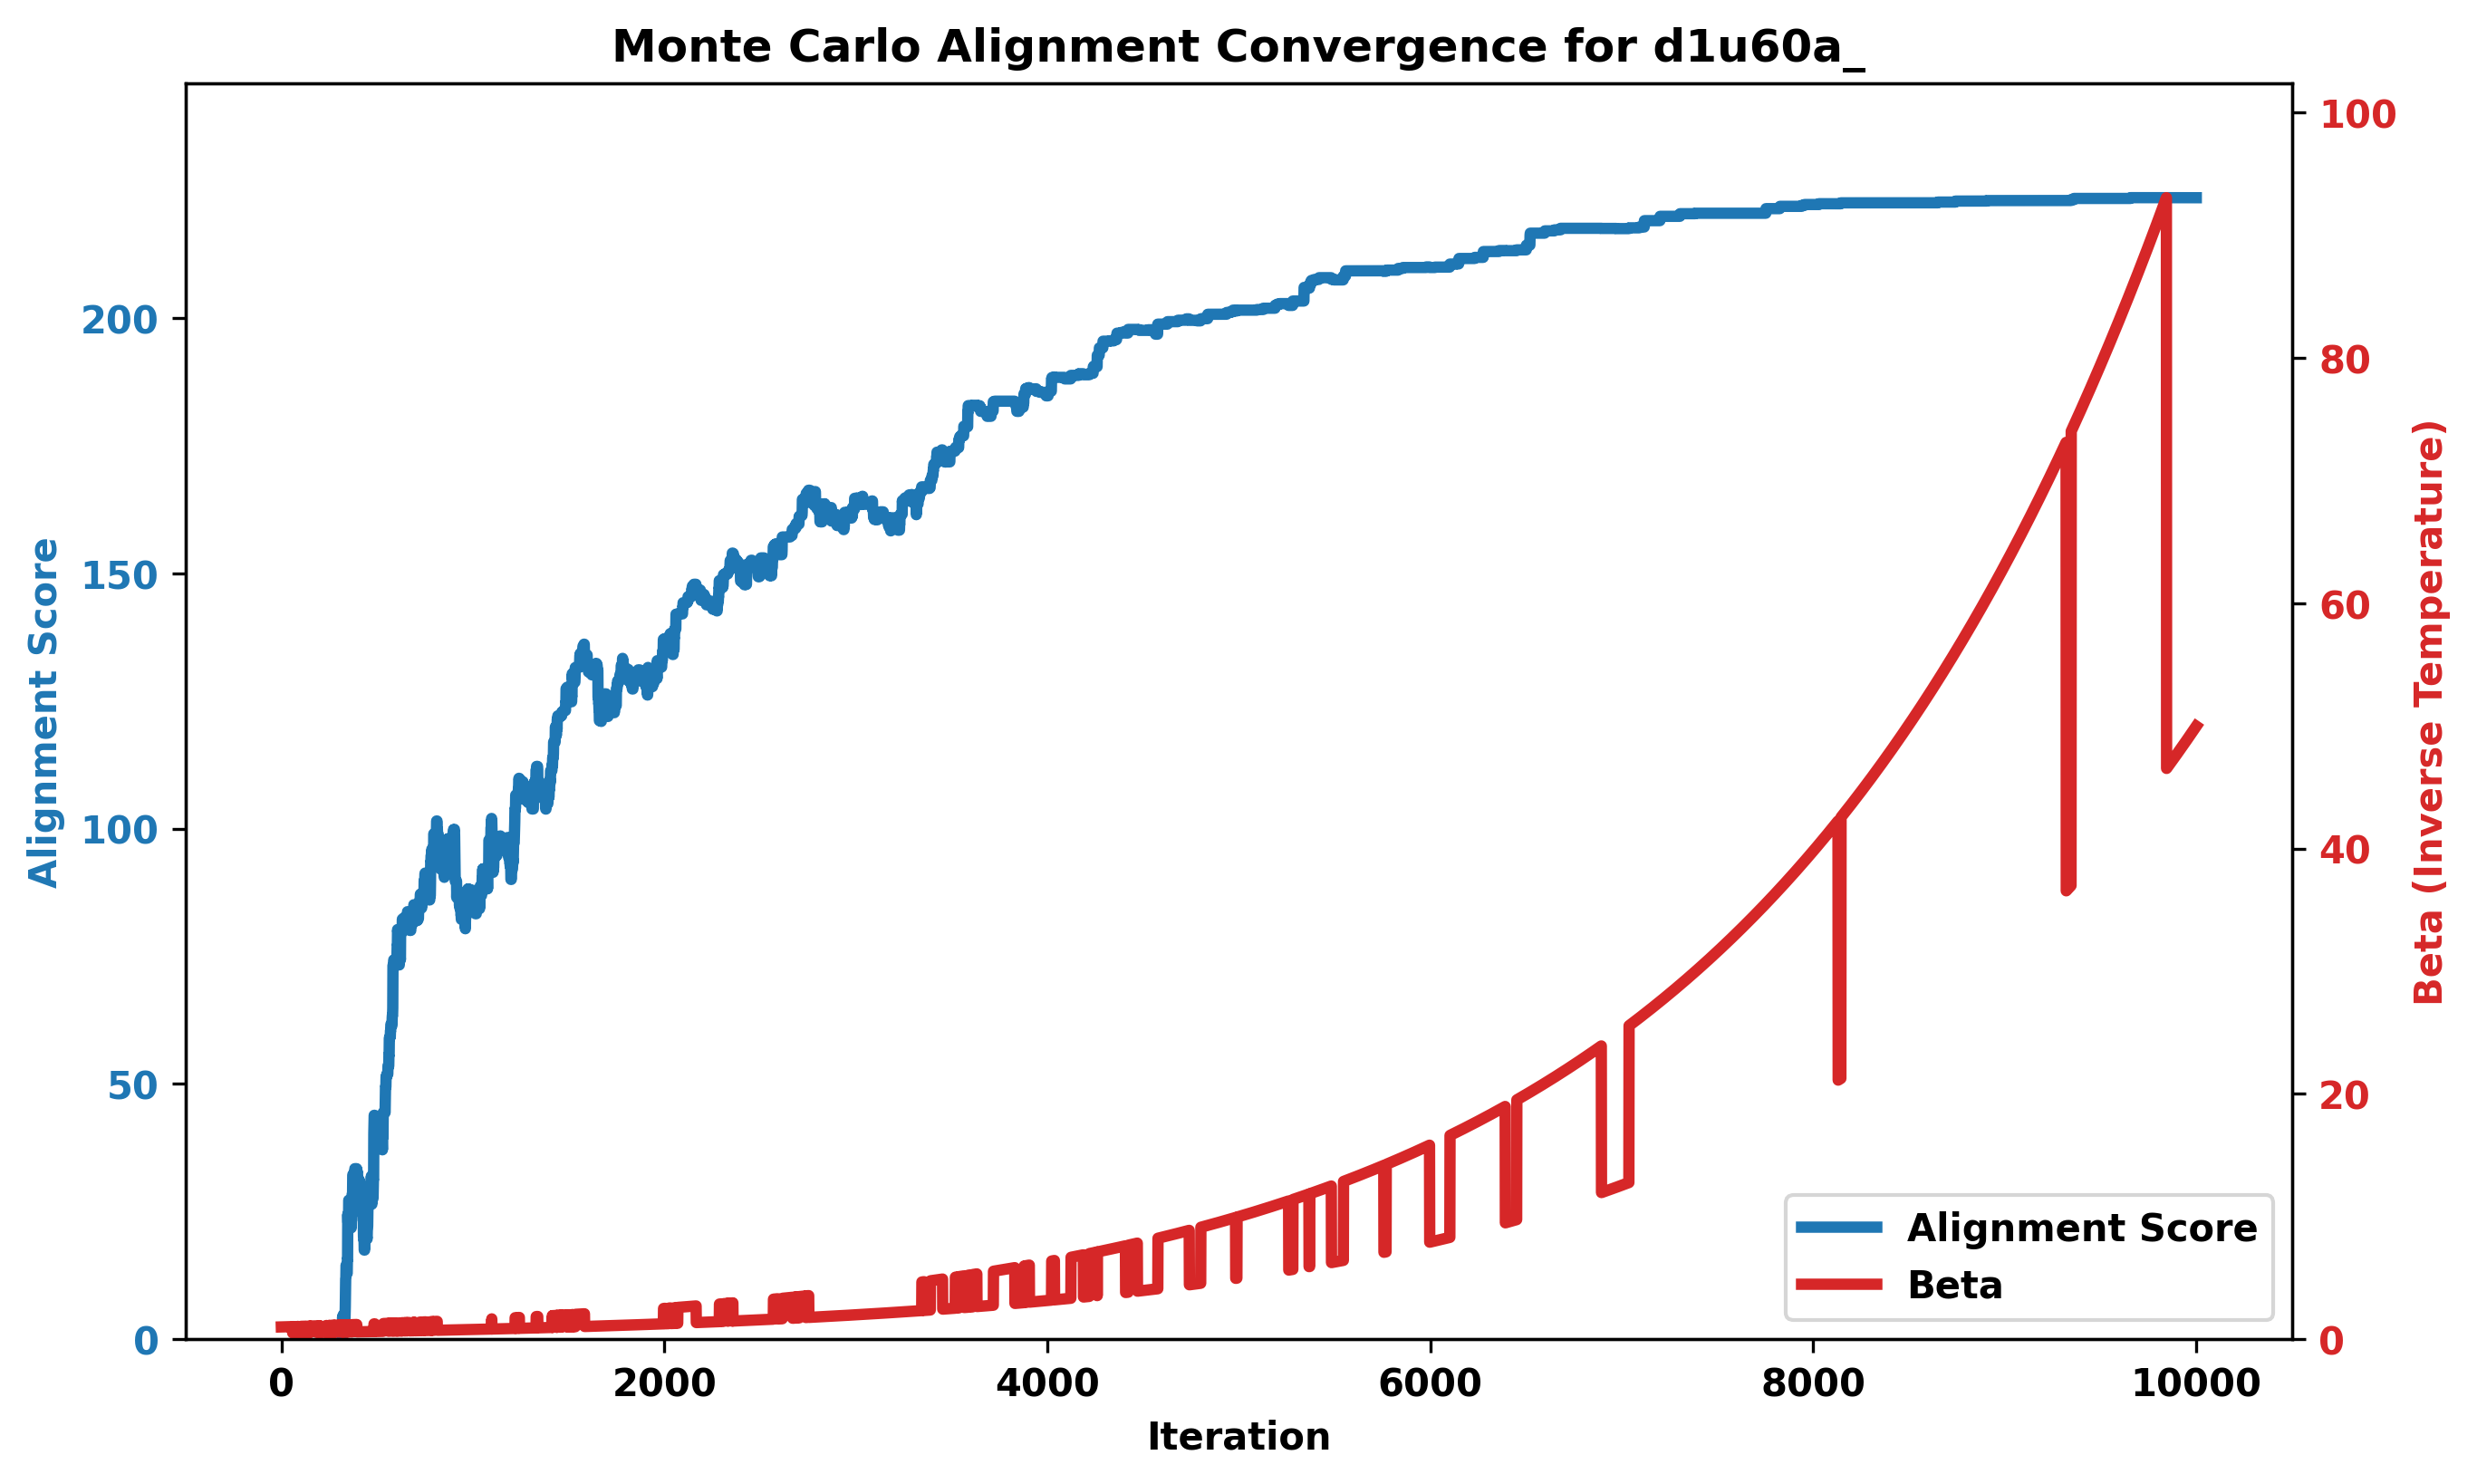 Monte Carlo Alignment Convergence for d1u60a_
Alignment Score
0
50
100
150
200
0
20
40
60
80
100
Beta (Inverse Temperature)
0
2000
4000
6000
8000
10000
Iteration
Alignment Score
Beta